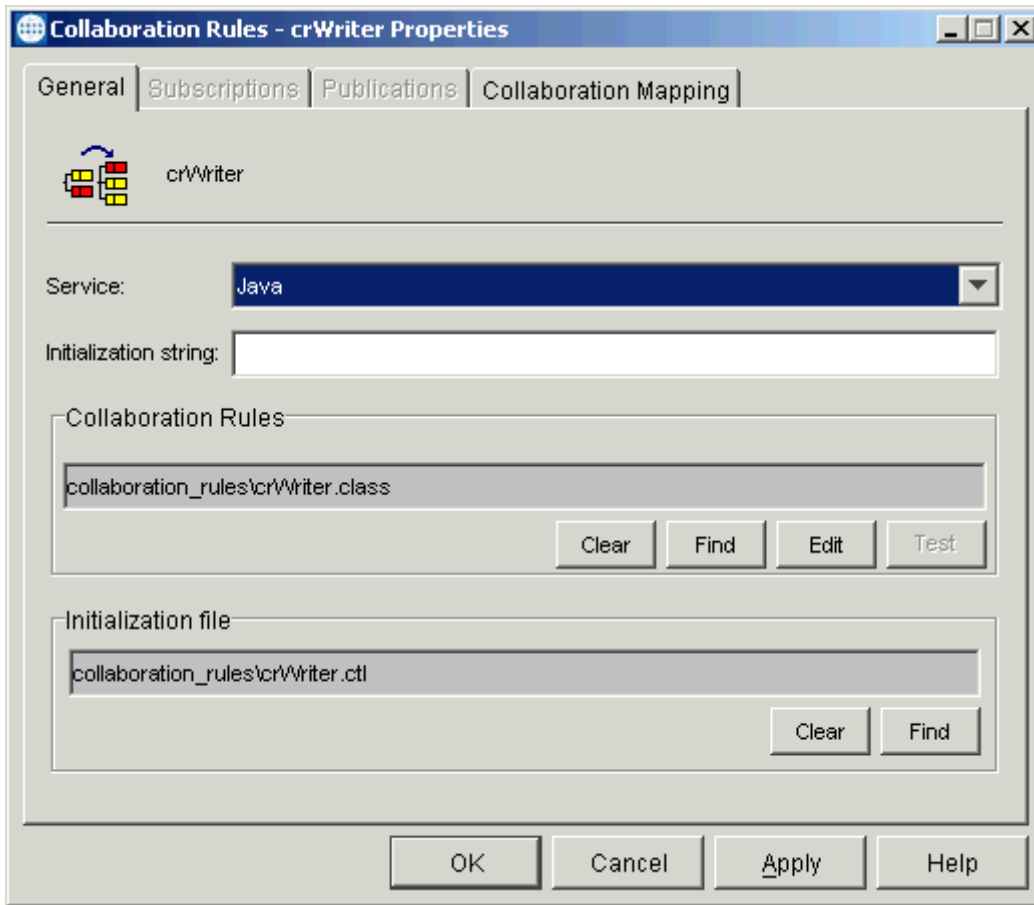 Collaboration Rules - crWriter Properties
General Subscriptions Publications Collaboration Mapping
crWriter
Service: Java
Initialization string:
Collaboration Rules
collaboration_rules\crWriter.class
Clear Find Edit Test
Initialization file
collaboration_rules\crWriter.ctl
Clear Find
OK Cancel Apply Help